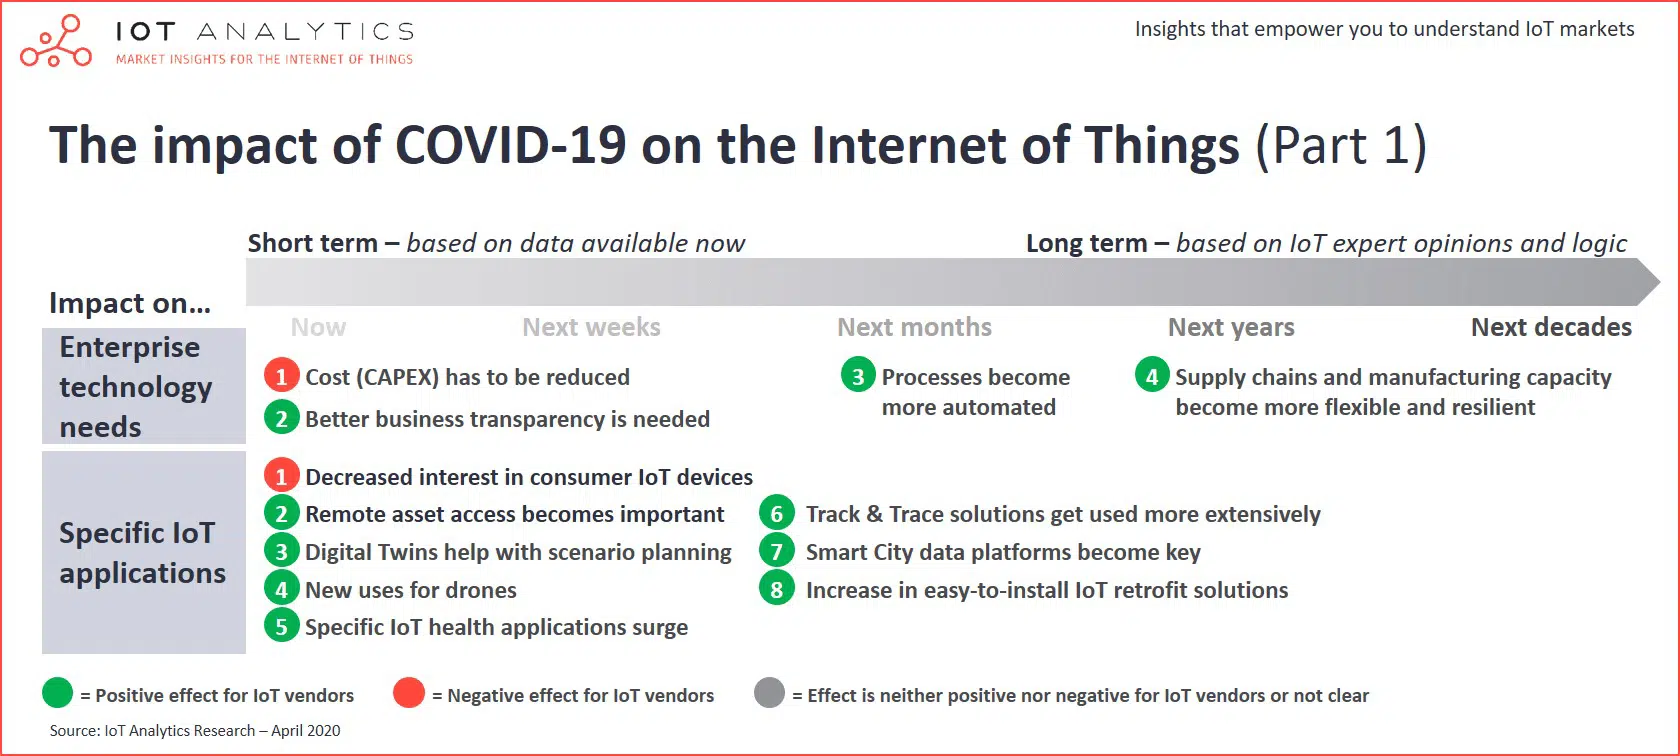 IOT ANALYTICS
MARKET INSIGHTS FOR THE INTERNET OF THINGS
Insights that empower you to understand IoT markets
The impact of COVID-19 on the Internet of Things (Part 1)
Short term – based on data available now
Long term – based on IoT expert opinions and logic
Impact on...
Now
Next weeks
Next months
Next years
Next decades
Enterprise
technology
needs
1 Cost (CAPEX) has to be reduced
2 Better business transparency is needed
3 Processes become
more automated
4 Supply chains and manufacturing capacity
become more flexible and resilient
Specific IoT
applications
1 Decreased interest in consumer IoT devices
2 Remote asset access becomes important
3 Digital Twins help with scenario planning
4 New uses for drones
5 Specific IoT health applications surge
6 Track & Trace solutions get used more extensively
7 Smart City data platforms become key
8 Increase in easy-to-install IoT retrofit solutions
= Positive effect for IoT vendors
= Negative effect for IoT vendors
= Effect is neither positive nor negative for IoT vendors or not clear
Source: IoT Analytics Research – April 2020